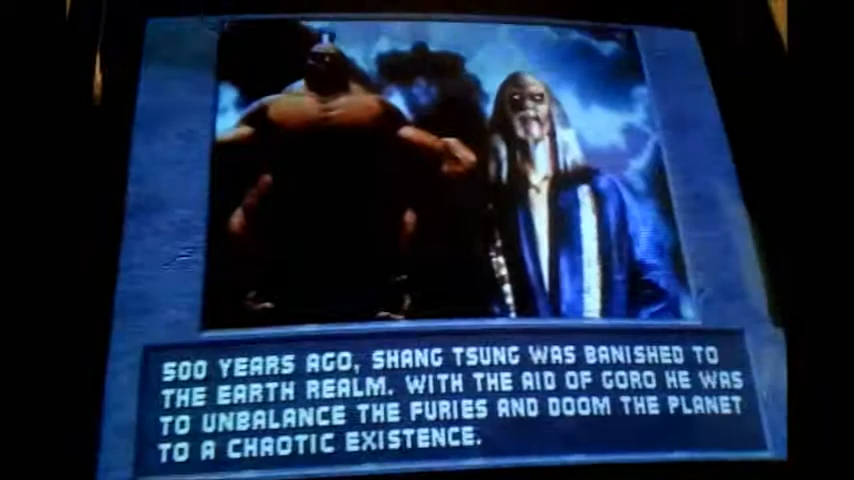 500 YEARS AGO, SHANG TSUNG WAS BANISHED TO
THE EARTH REALM. WITH THE AID OF GORO HE WAS
TO UNBALANCE THE FURIES AND DOOM THE PLANET
TO A CHAOTIC EXISTENCE.